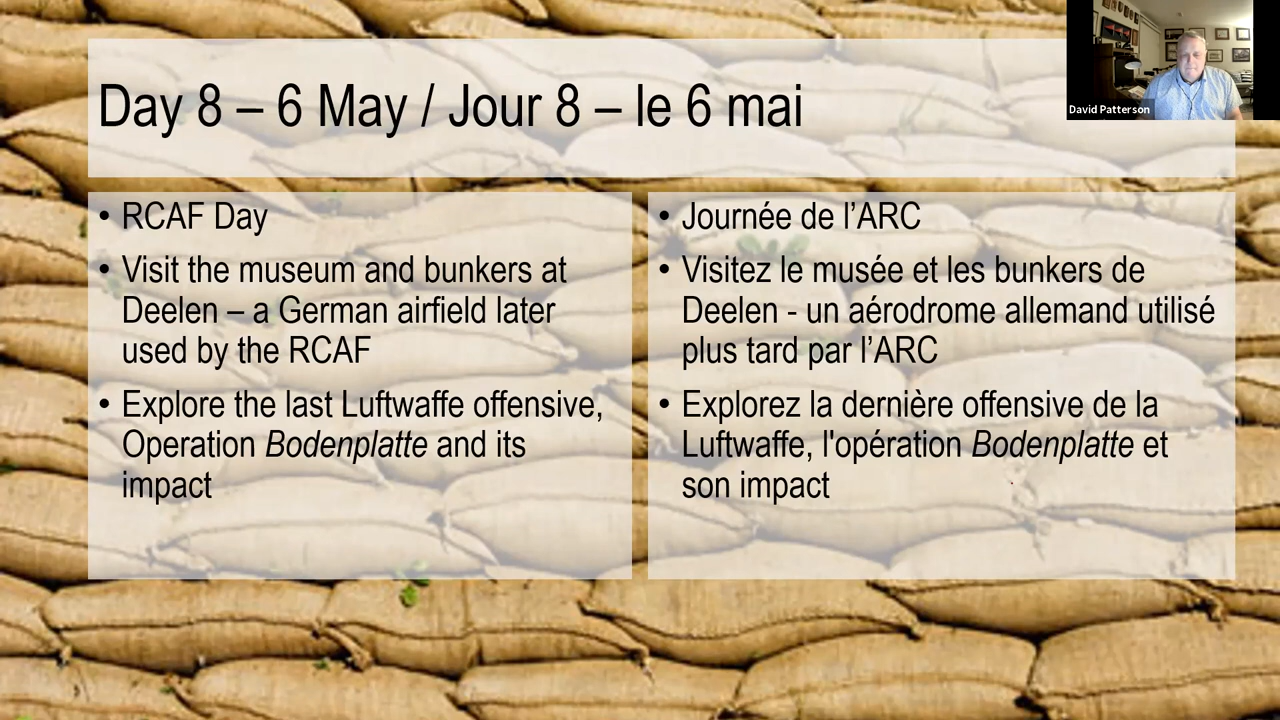 Day 8 – 6 May / Jour 8 – le 6 mai
David Patterson
• RCAF Day
• Visit the museum and bunkers at
Deelen – a German airfield later
used by the RCAF
• Explore the last Luftwaffe offensive,
Operation Bodenplatte and its
impact
• Journée de l’ARC
• Visitez le musée et les bunkers de
Deelen - un aérodrome allemand utilisé
plus tard par l’ARC
• Explorez la dernière offensive de la
Luftwaffe, l'opération Bodenplatte et
son impact